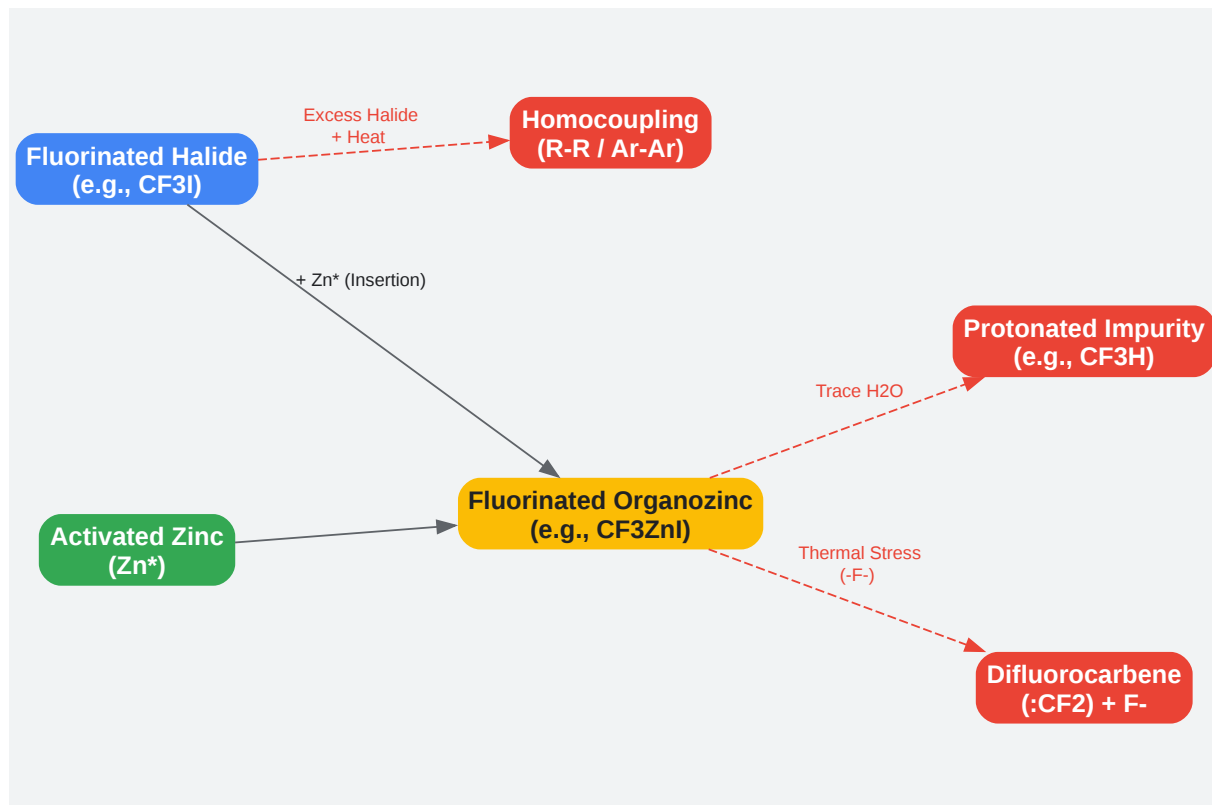 Excess Halide
+ Heat
Homocoupling
(R-R / Ar-Ar)
Fluorinated Halide
(e.g., CF3I)
+ Zn* (Insertion)
Protonated Impurity
(e.g., CF3H)
Trace H2O
Fluorinated Organozinc
(e.g., CF3ZnI)
Activated Zinc
(Zn*)
Thermal Stress
(-F-)
Difluorocarbene
(:CF2) + F-